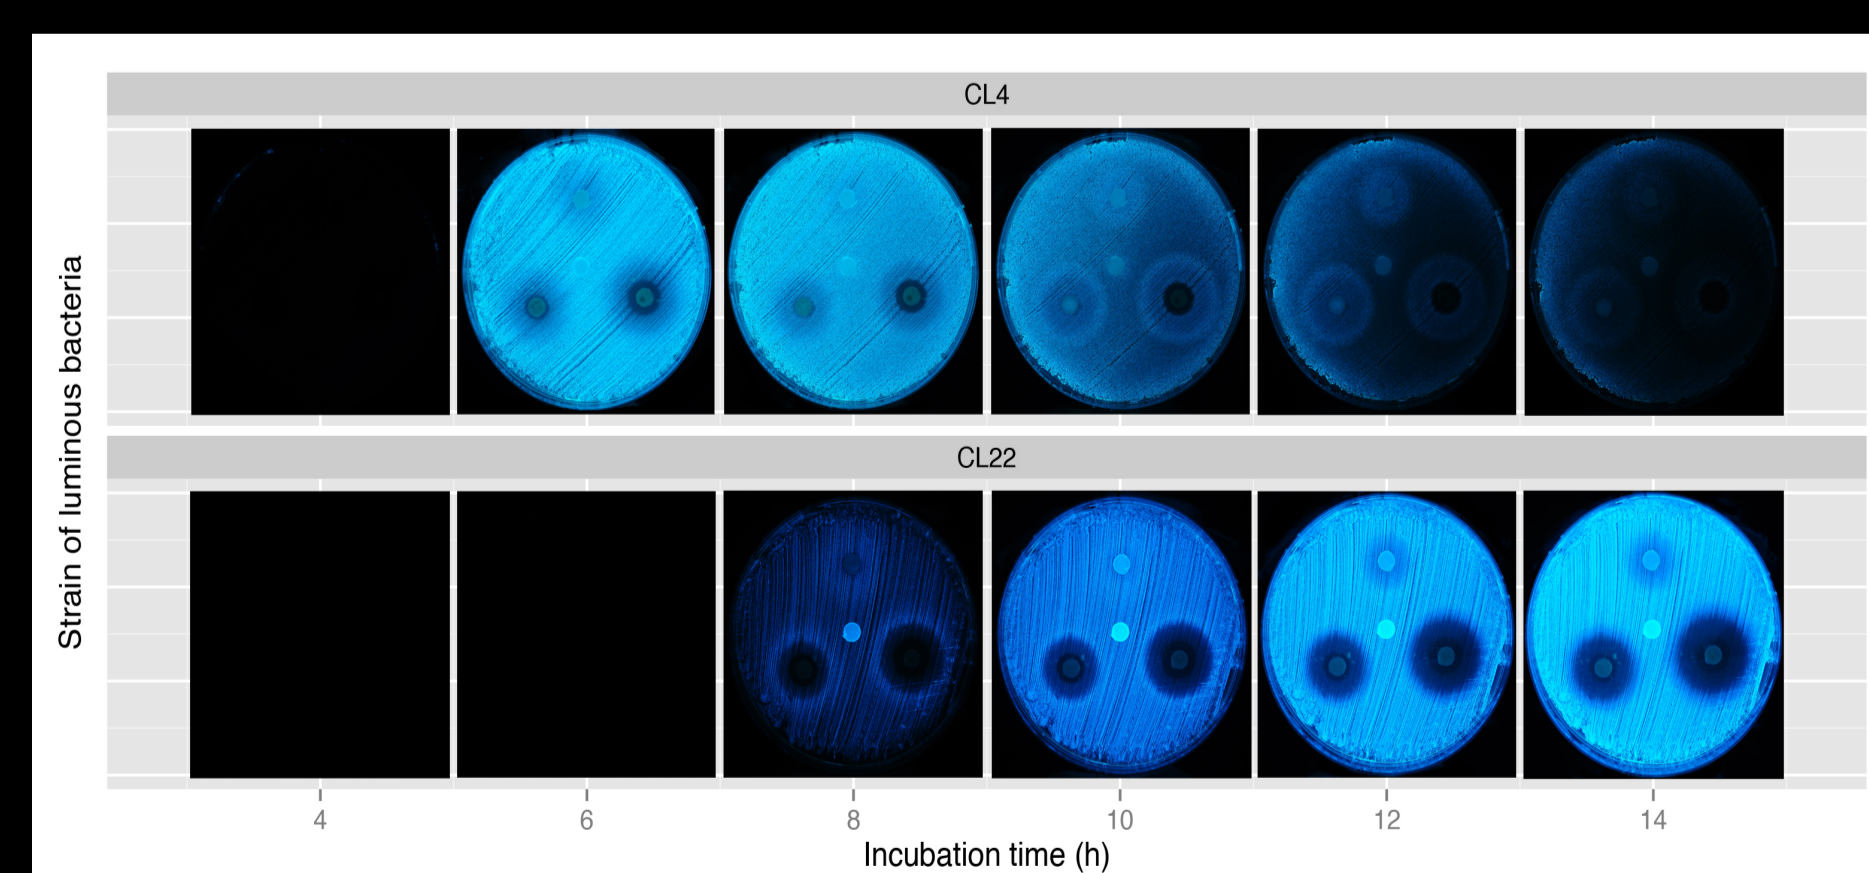 CL4
CL22
Strain of luminous bacteria
4 6 8 10 12 14
Incubation time (h)